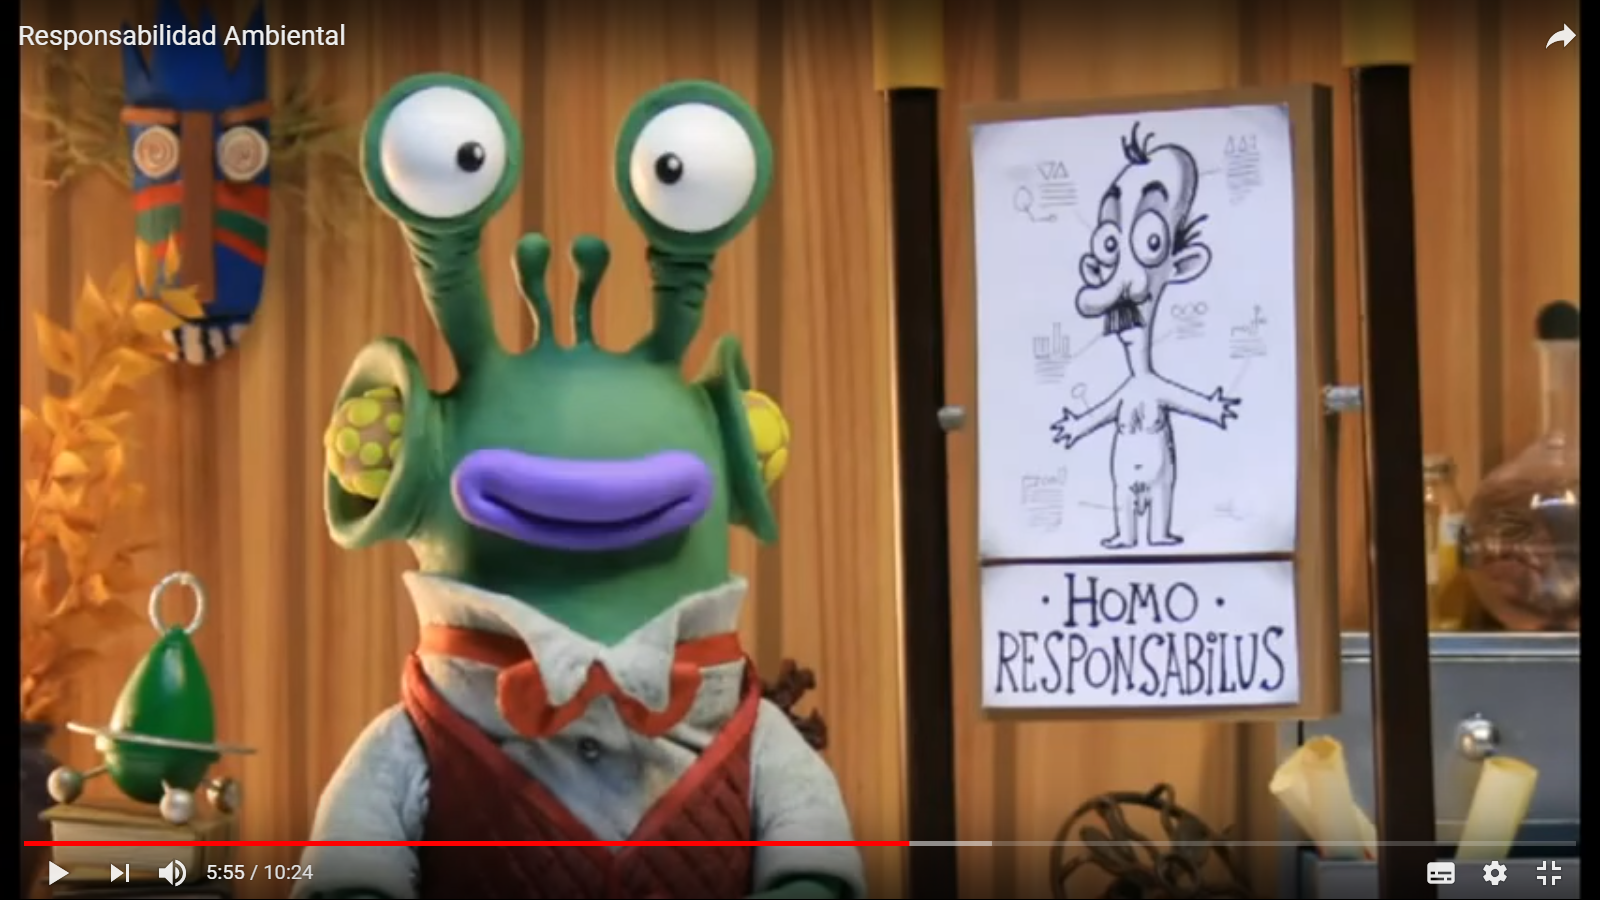 Responsabilidad Ambiental
· HOMO ·
RESPONSABiLUS
5:55 / 10:24